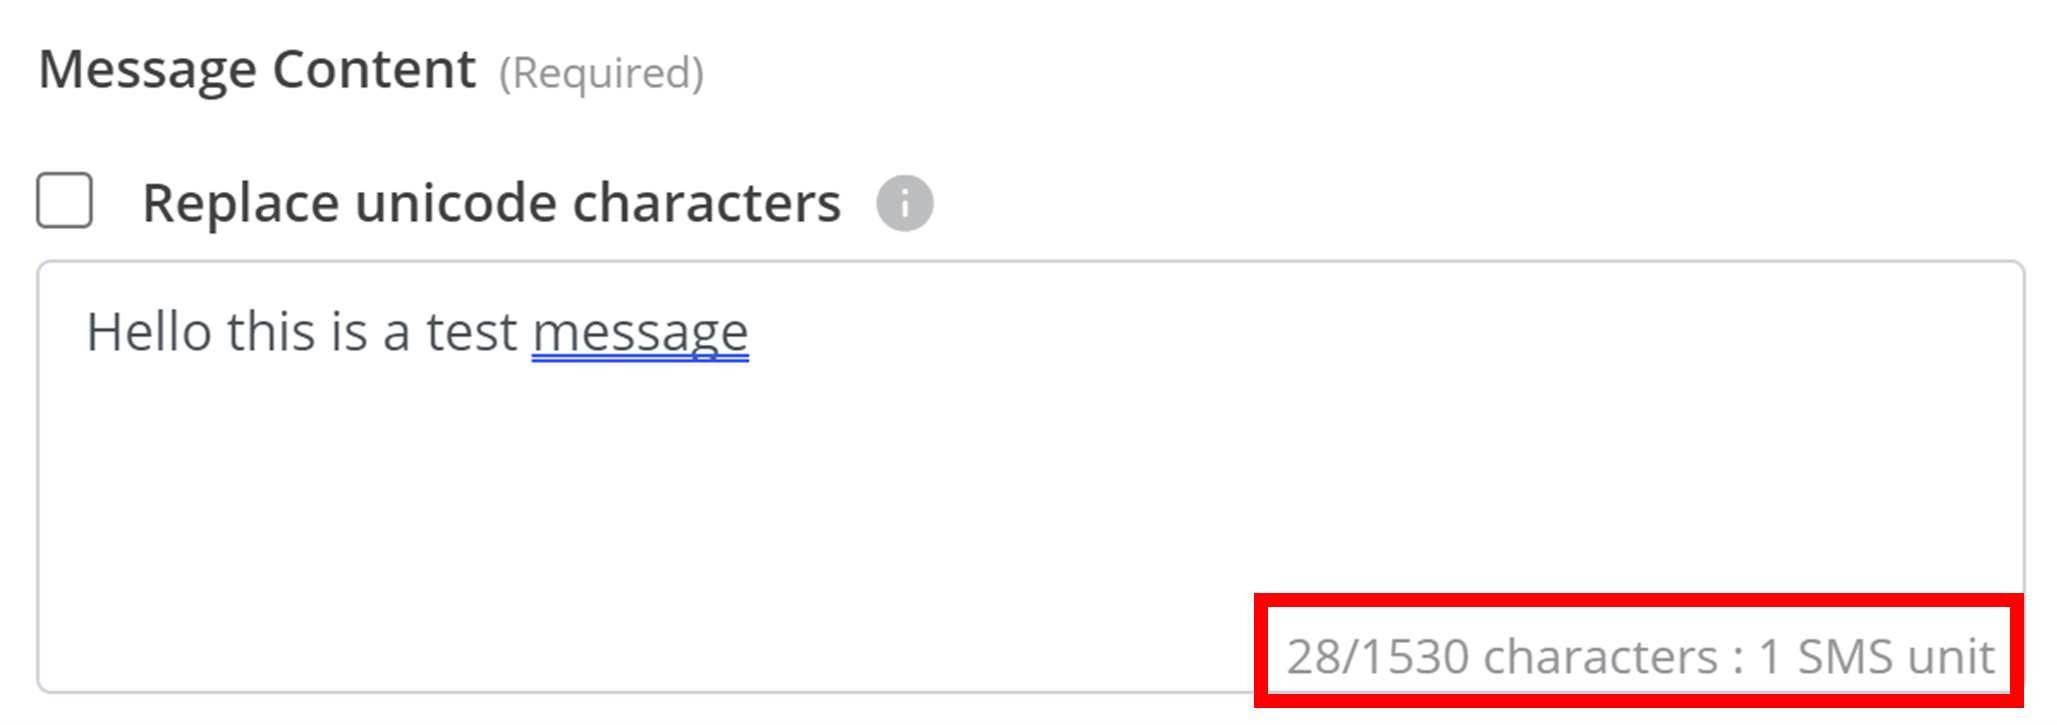 Message Content (Required)
Replace unicode characters
Hello this is a test message
28/1530 characters : 1 SMS unit